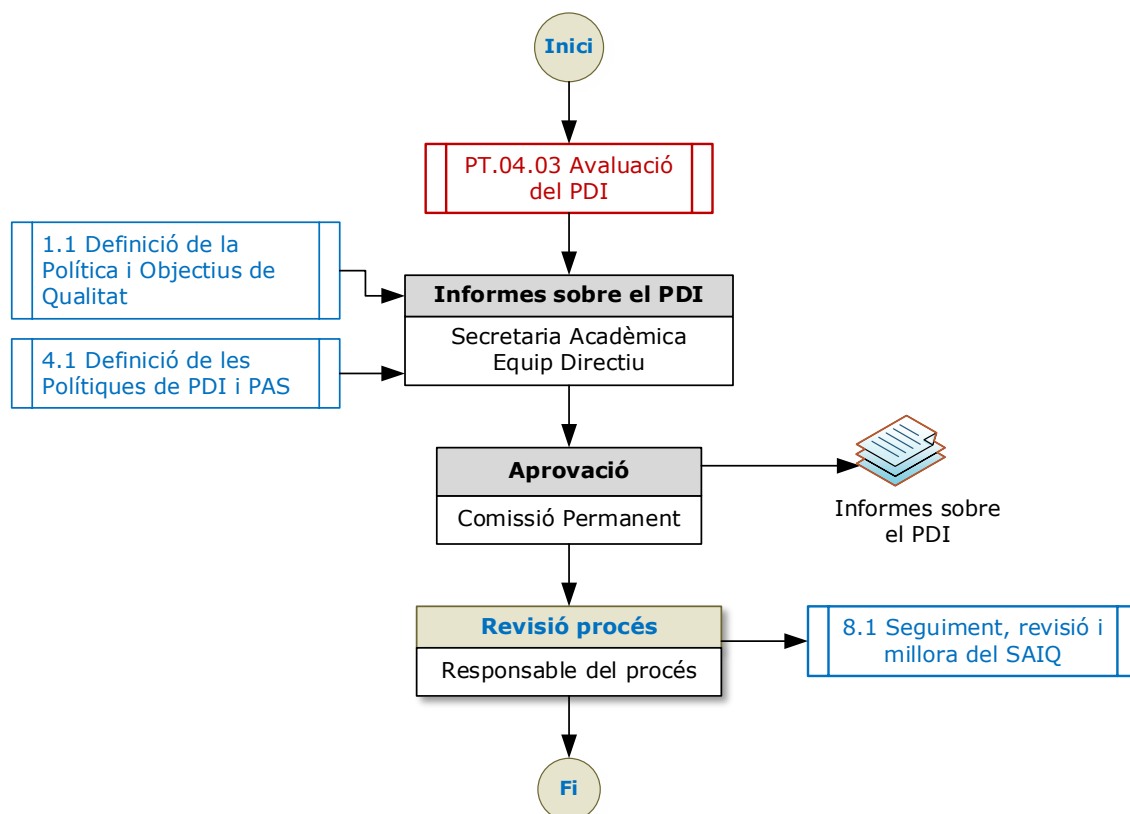 Inici
PT.04.03 Avaluació
del PDI
1.1 Definició de la
Política i Objectius de
Qualitat
Informes sobre el PDI
Secretaria Acadèmica
Equip Directiu
4.1 Definició de les
Polítiques de PDI i PAS
Aprovació
Comissió Permanent
Informes sobre
el PDI
Revisió procés
Responsable del procés
8.1 Seguiment, revisió i
millora del SAIQ
Fi